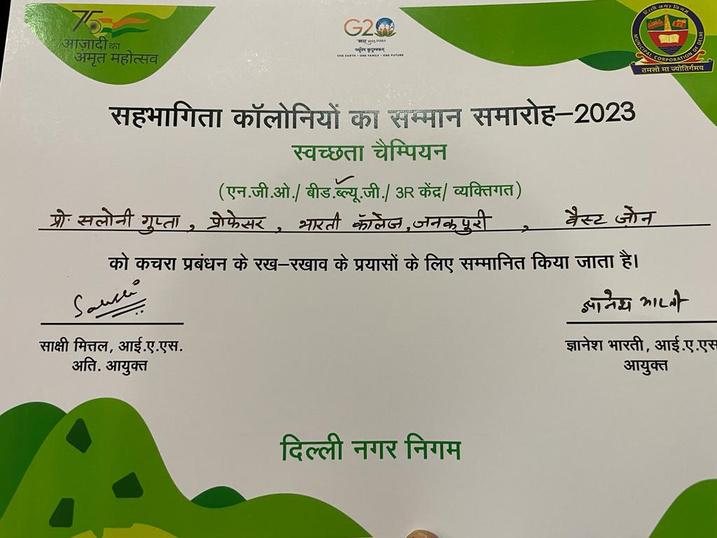 75
आज़ादी का
अमृत महोत्सव
G20
वसुधैव कुटुम्बकम्
ONE EARTH • ONE FAMILY • ONE FUTURE
MUNICIPAL CORPORATION OF DELHI
तमसो मा ज्योतिर्गमय
सहभागिता कॉलोनियों का सम्मान समारोह–2023
स्वच्छता चैम्पियन
(एन.जी.ओ./ बीड.ब्ल्यू.जी./ 3R केंद्र/ व्यक्तिगत)
प्रो. सलोनी गुप्ता, प्रोफेसर, भारती कॉलेज, जनकपुरी, वैस्ट ज़ोन
को कचरा प्रबंधन के रख–रखाव के प्रयासों के लिए सम्मानित किया जाता है।
ज्ञानेश भारती
साक्षी मित्तल, आई.ए.एस.
ज्ञानेश भारती, आई.ए.एस
अति. आयुक्त
आयुक्त
दिल्ली नगर निगम